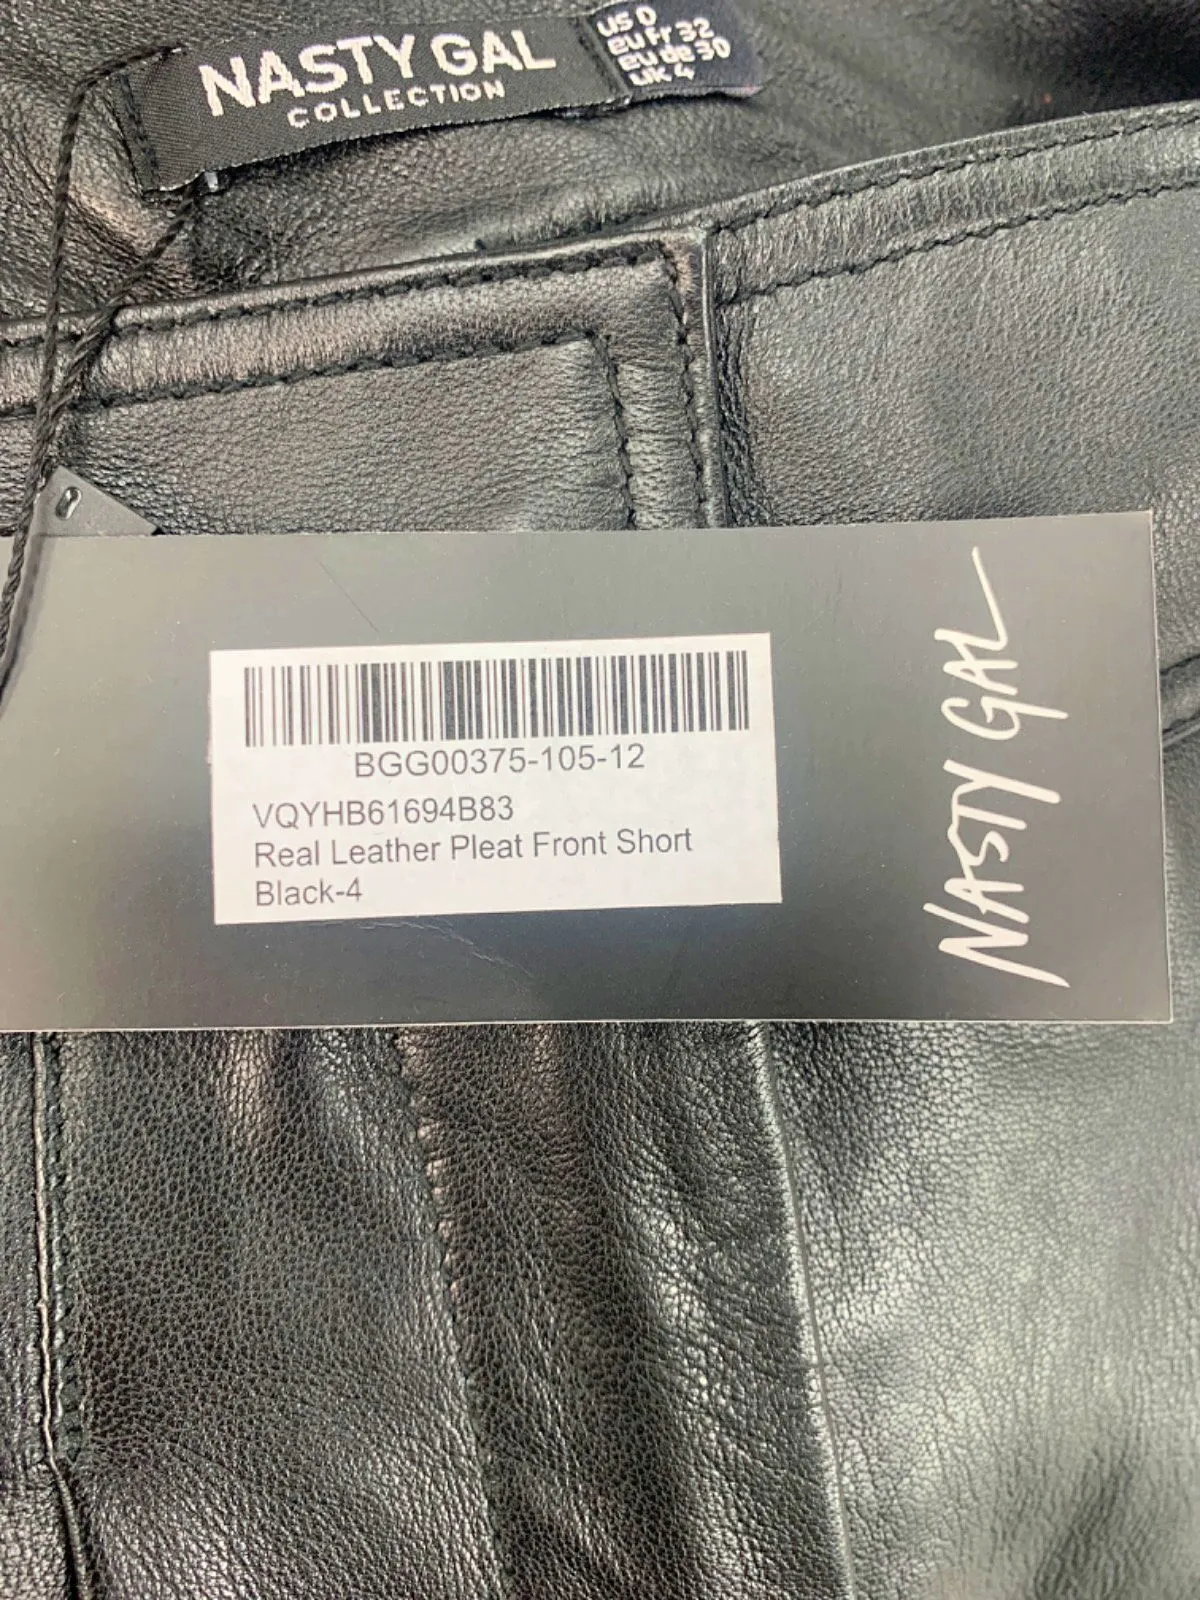 NASTY GAL
COLLECTION
US 0
eu fr 32
eu de 30
uk 4
BGG00375-105-12
VQYHB61694B83
Real Leather Pleat Front Short
Black-4
NASTY GAL